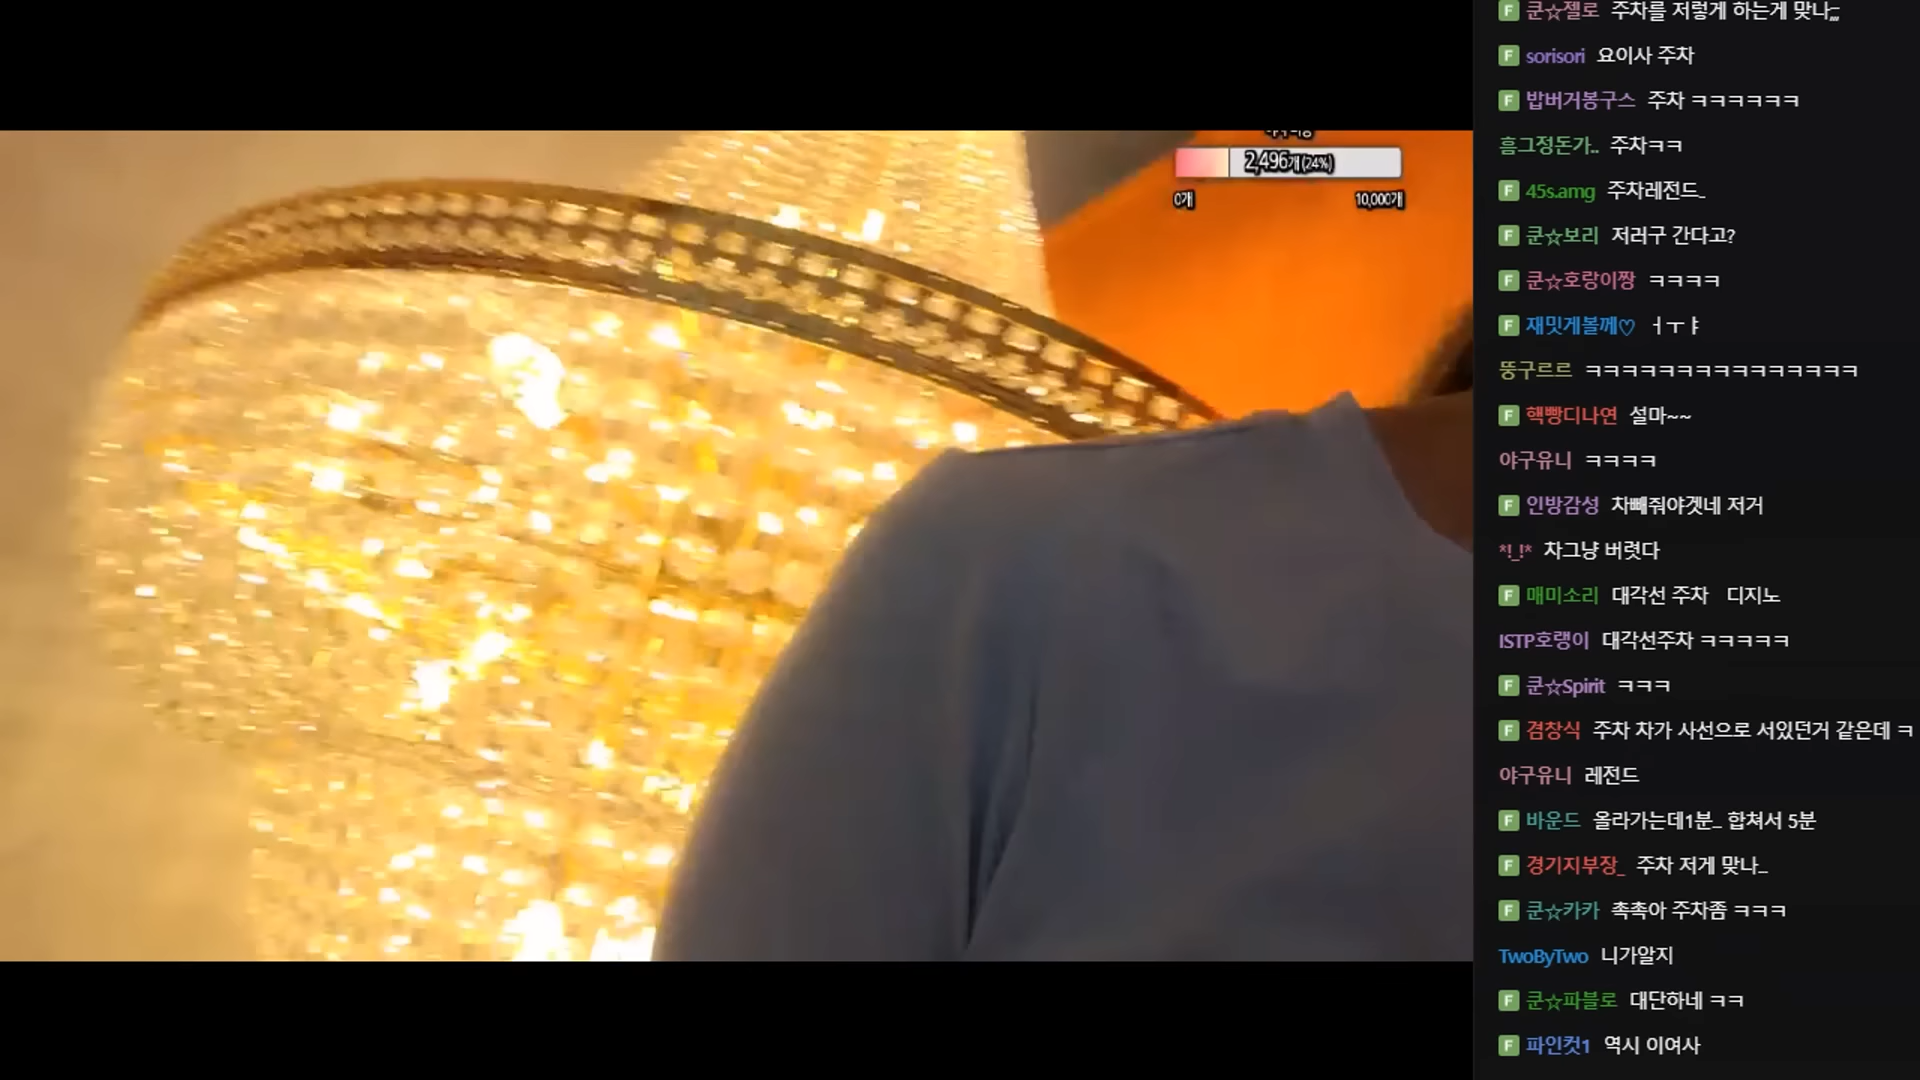 2,496개 (24%)
0개 10,000개
F 쿤☆젤로 주차를 저렇게 하는게 맞나;;;
F sorisori 요이사 주차
F 밥버거봉구스 주차 ㅋㅋㅋㅋㅋㅋ
흠그정돈가.. 주차ㅋㅋ
F 45s.amg 주차레전드..
F 쿤☆보리 저러구 간다고?
F 쿤☆호랑이짱 ㅋㅋㅋㅋ
F 재밋게볼께♡ ㅓㅜㅑ
뚱구르르 ㅋㅋㅋㅋㅋㅋㅋㅋㅋㅋㅋㅋㅋㅋㅋ
F 핵빵디나연 설마~~
야구유니 ㅋㅋㅋㅋ
F 인방감성 차빼줘야겟네 저거
*!_!* 차그냥 버렷다
F 매미소리 대각선 주차 디지노
ISTP호랭이 대각선주차 ㅋㅋㅋㅋㅋ
F 쿤☆Spirit ㅋㅋㅋ
F 겸창식 주차 차가 사선으로 서있던거 같은데 ㅋ
야구유니 레전드
F 바운드 올라가는데1분... 합쳐서 5분
F 경기지부장_ 주차 저게 맞나...
F 쿤☆카카 촉촉아 주차좀 ㅋㅋㅋ
TwoByTwo 니가알지
F 쿤☆파블로 대단하네 ㅋㅋ
F 파인컷1 역시 이여사